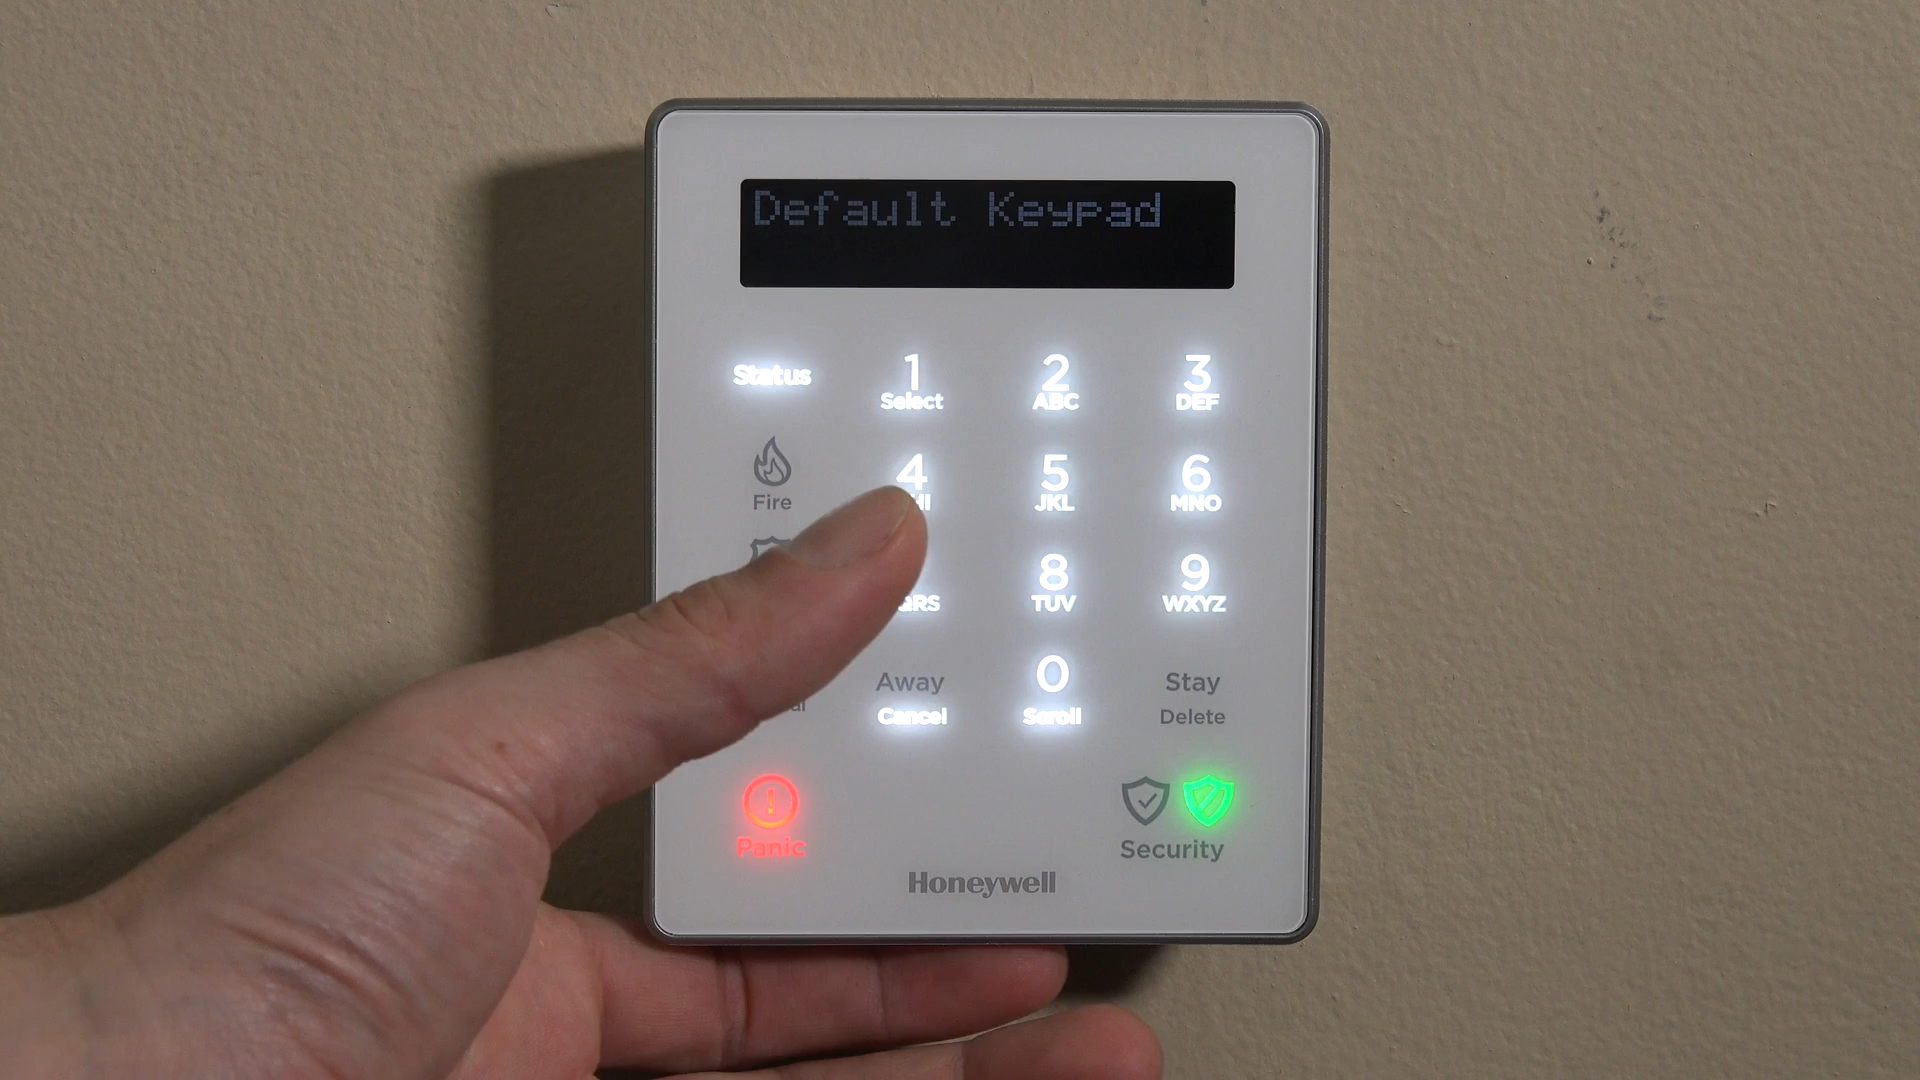 Default Keypad
Status
1
Select
2
ABC
3
DEF
Fire
4
5
JKL
6
MNO
8
TUV
9
WXYZ
Away
Cancel
0
Scroll
Stay
Delete
Panic
Security
Honeywell